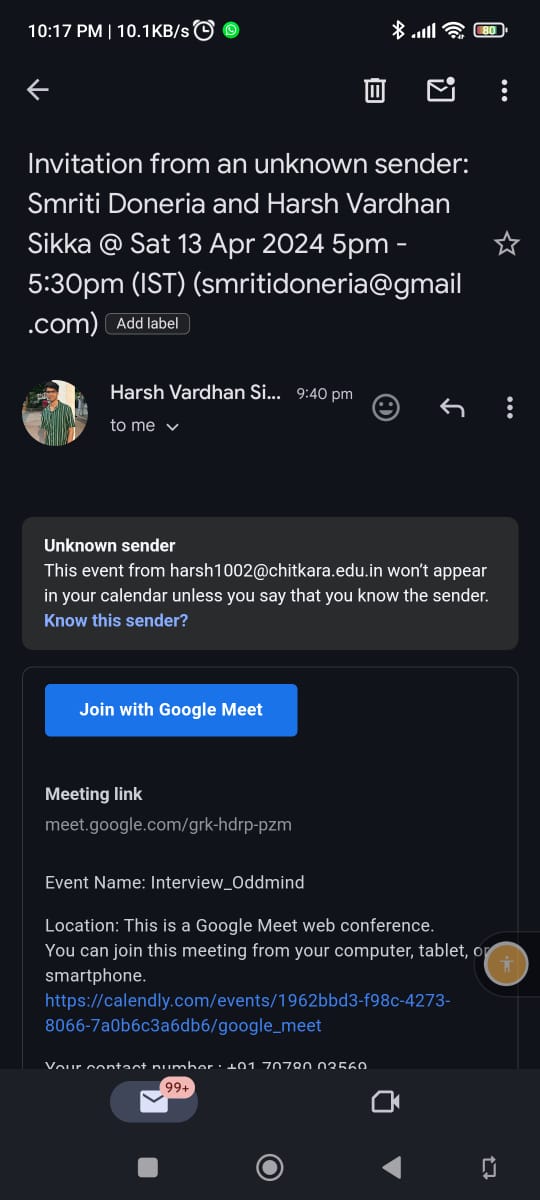 10:17 PM | 10.1KB/s
80
Invitation from an unknown sender:
Smriti Doneria and Harsh Vardhan
Sikka @ Sat 13 Apr 2024 5pm -
5:30pm (IST) (smritidoneria@gmail
.com) Add label
Harsh Vardhan Si... 9:40 pm
to me
Unknown sender
This event from harsh1002@chitkara.edu.in won't appear
in your calendar unless you say that you know the sender.
Know this sender?
Join with Google Meet
Meeting link
meet.google.com/grk-hdrp-pzm
Event Name: Interview_Oddmind
Location: This is a Google Meet web conference.
You can join this meeting from your computer, tablet, or
smartphone.
https://calendly.com/events/1962bbd3-f98c-4273-
8066-7a0b6c3a6db6/google_meet
Your contact number : +91 70780 03569
99+